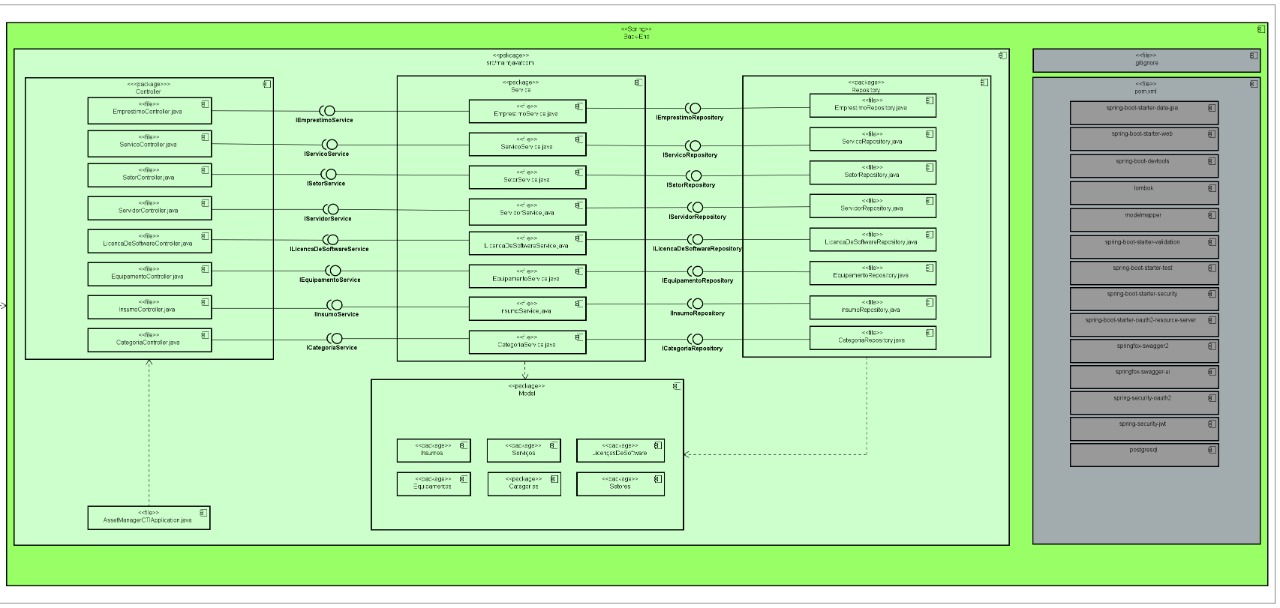 <<Spring>>
Back-End
<<package>>
src/main/java/com
<<package>>
Controller
<<file>>
EmprestimoController.java
<<file>>
ServicoController.java
<<file>>
SetorController.java
<<file>>
ServidorController.java
<<file>>
LicencaDeSoftwareController.java
<<file>>
EquipamentoController.java
<<file>>
InsumoController.java
<<file>>
CategoriaController.java
IEmprestimoService
IServicoService
ISetorService
IServidorService
ILicencaDeSoftwareService
IEquipamentoService
IInsumoService
ICategoriaService
<<package>>
Service
<<file>>
EmprestimoService.java
<<file>>
ServicoService.java
<<file>>
SetorService.java
<<file>>
ServidorService.java
<<file>>
LicencaDeSoftwareService.java
<<file>>
EquipamentoService.java
<<file>>
InsumoService.java
<<file>>
CategoriaService.java
IEmprestimoRepository
IServicoRepository
ISetorRepository
IServidorRepository
ILicencaDeSoftwareRepository
IEquipamentoRepository
IInsumoRepository
ICategoriaRepository
<<package>>
Repository
<<file>>
EmprestimoRepository.java
<<file>>
ServicoRepository.java
<<file>>
SetorRepository.java
<<file>>
ServidorRepository.java
<<file>>
LicencaDeSoftwareRepository.java
<<file>>
EquipamentoRepository.java
<<file>>
InsumoRepository.java
<<file>>
CategoriaRepository.java
<<package>>
Model
<<package>>
Insumos
<<package>>
Serviços
<<package>>
LicençasDeSoftware
<<package>>
Equipamentos
<<package>>
Categorias
<<package>>
Setores
<<file>>
AssetManagerCTIApplication.java
<<file>>
gitignore
<<file>>
pom.xml
spring-boot-starter-data-jpa
spring-boot-starter-web
spring-boot-devtools
lombok
modelmapper
spring-boot-starter-validation
spring-boot-starter-test
spring-boot-starter-security
spring-boot-starter-oauth2-resource-server
springfox-swagger2
springfox-swagger-ui
spring-security-oauth2
spring-security-jwt
postgresql